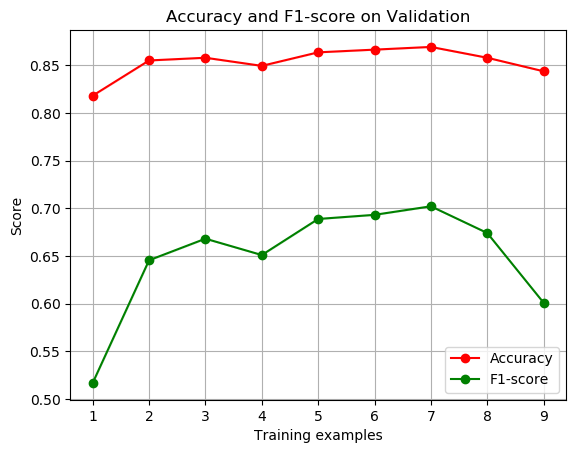 Accuracy and F1-score on Validation
Score
0.85
0.80
0.75
0.70
0.65
0.60
0.55
0.50
Accuracy
F1-score
1 2 3 4 5 6 7 8 9
Training examples